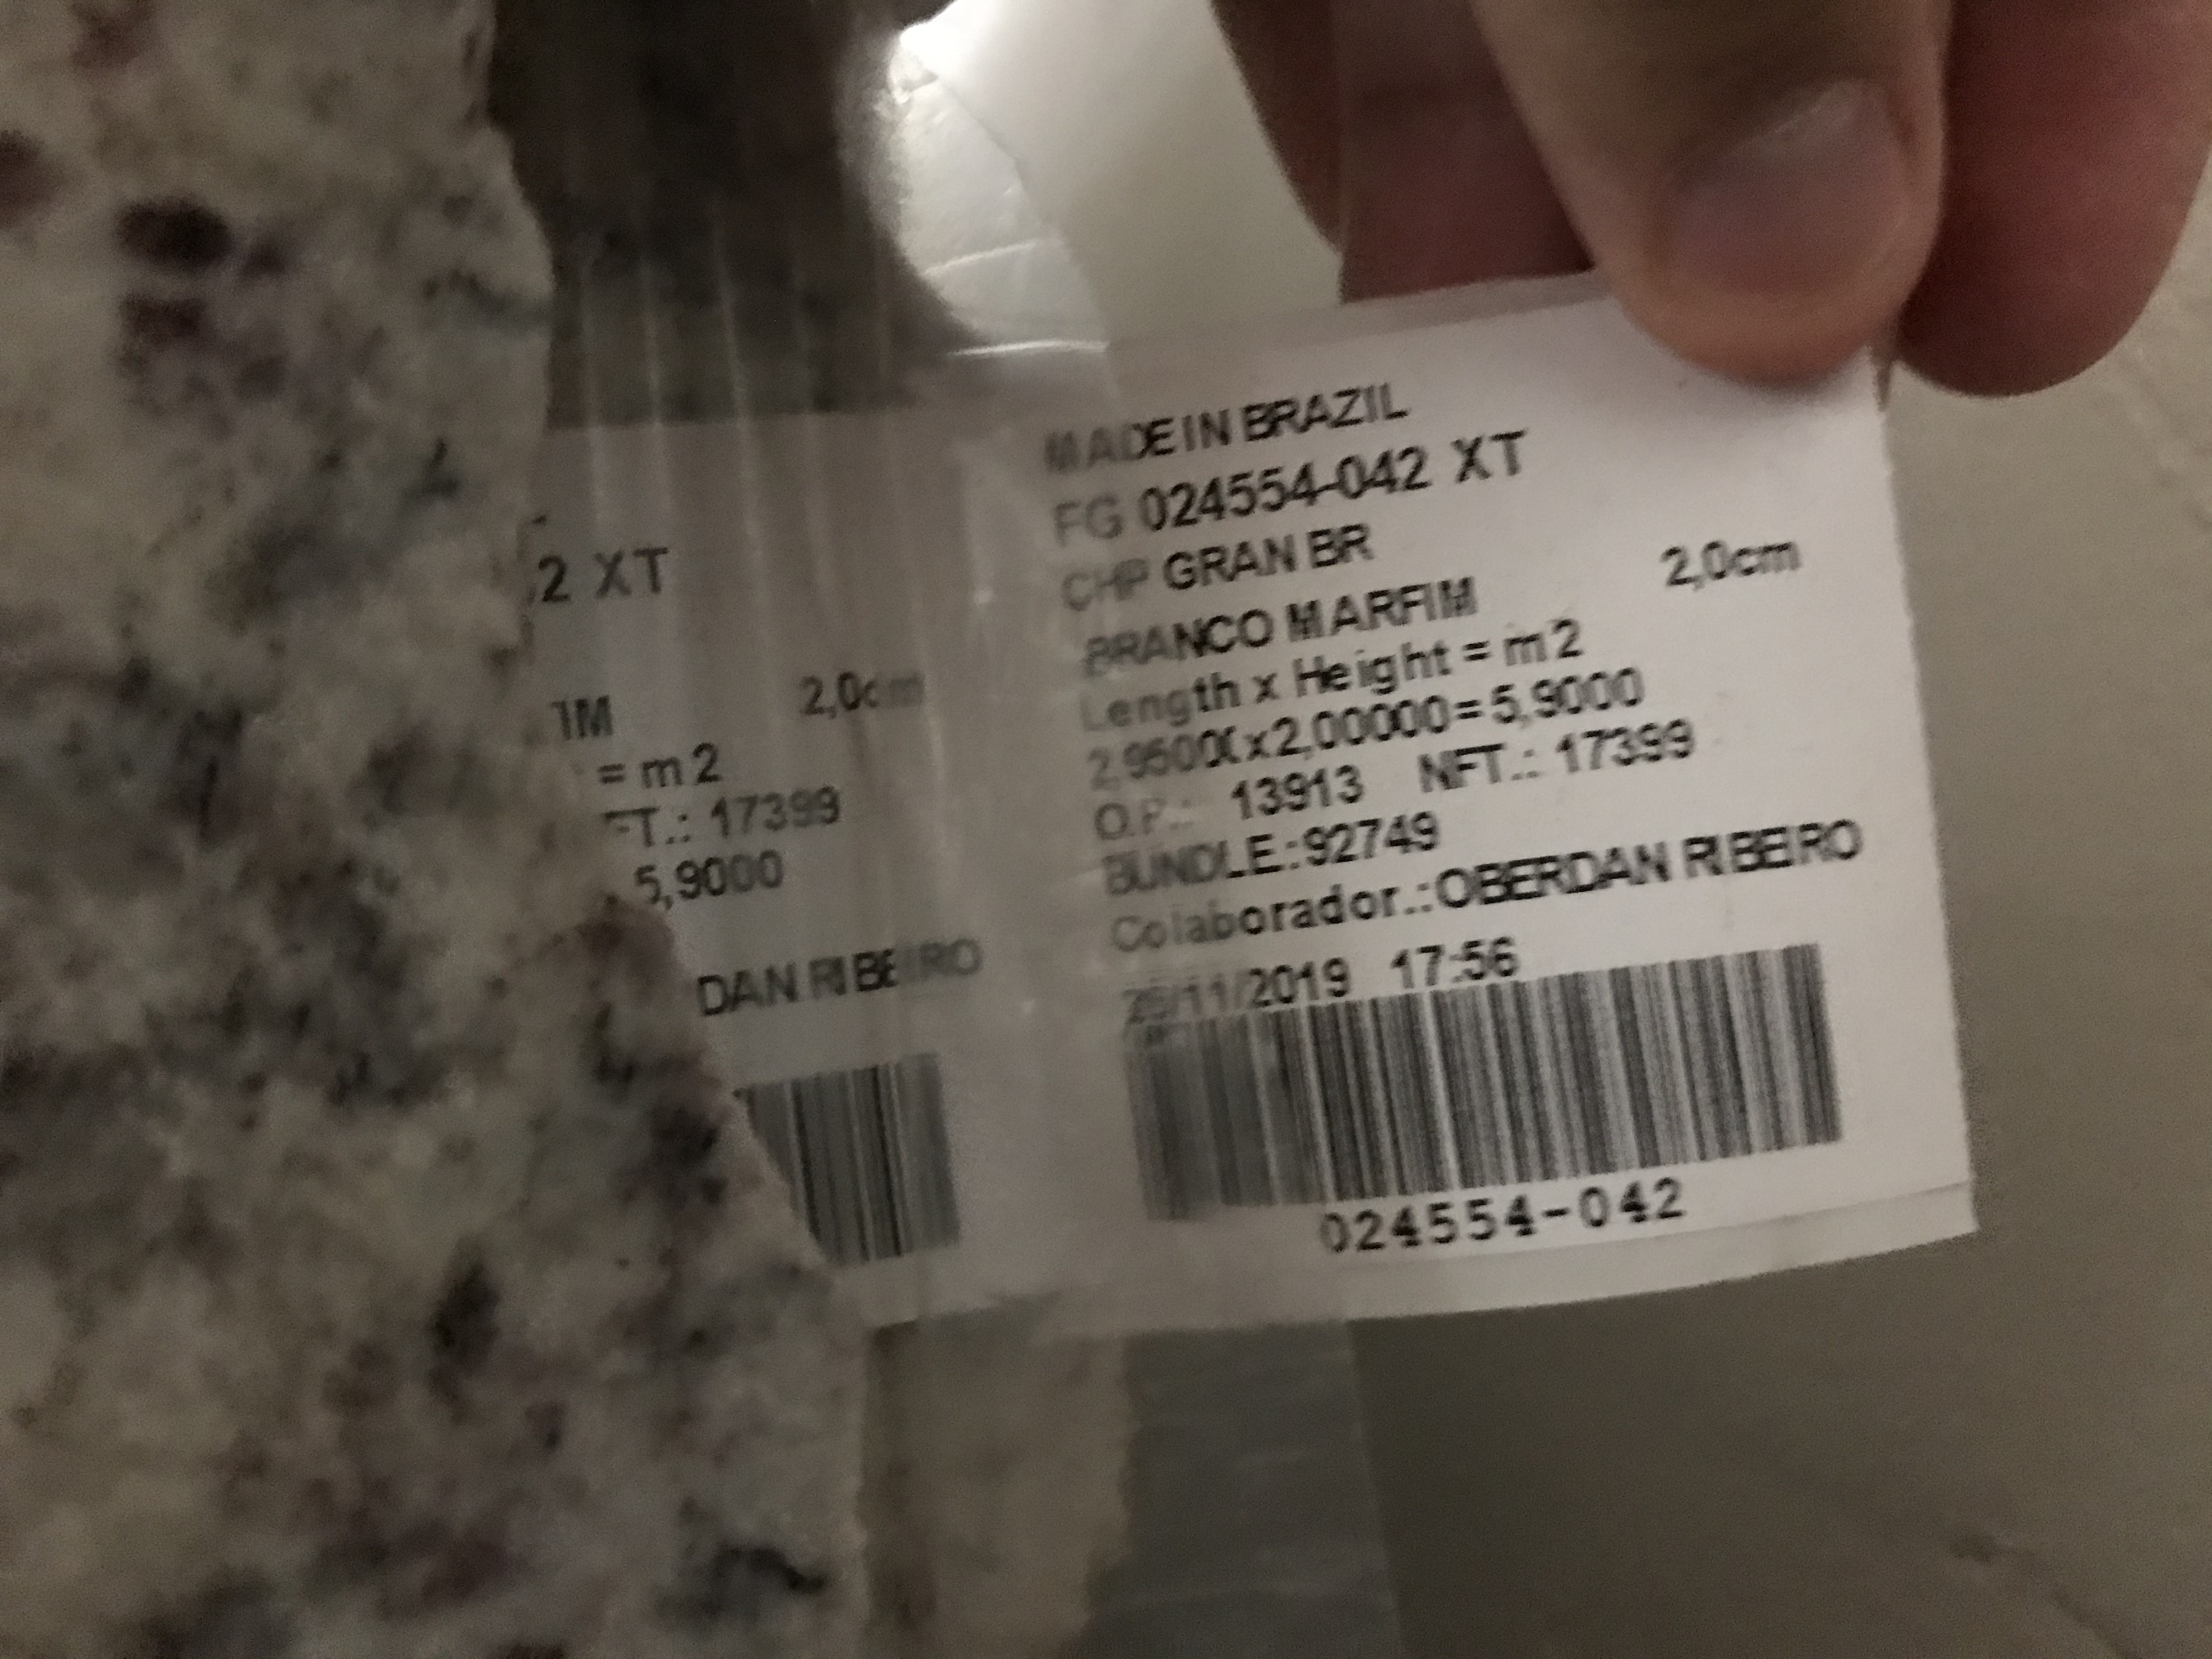 MADE IN BRAZIL
FG 024554-042 XT
CHP GRAN BR
BRANCO MARFIM 2,0cm
Length x Height = m2
2,95000x2,00000=5,9000
O.P.: 13913 NFT.: 17399
BUNDLE:92749
Colaborador.:OBERDAN RIBEIRO
17:56
024554-042
2 XT
IM 2,0cm
= m2
FT.: 17399
5,9000
DAN RIBEIRO